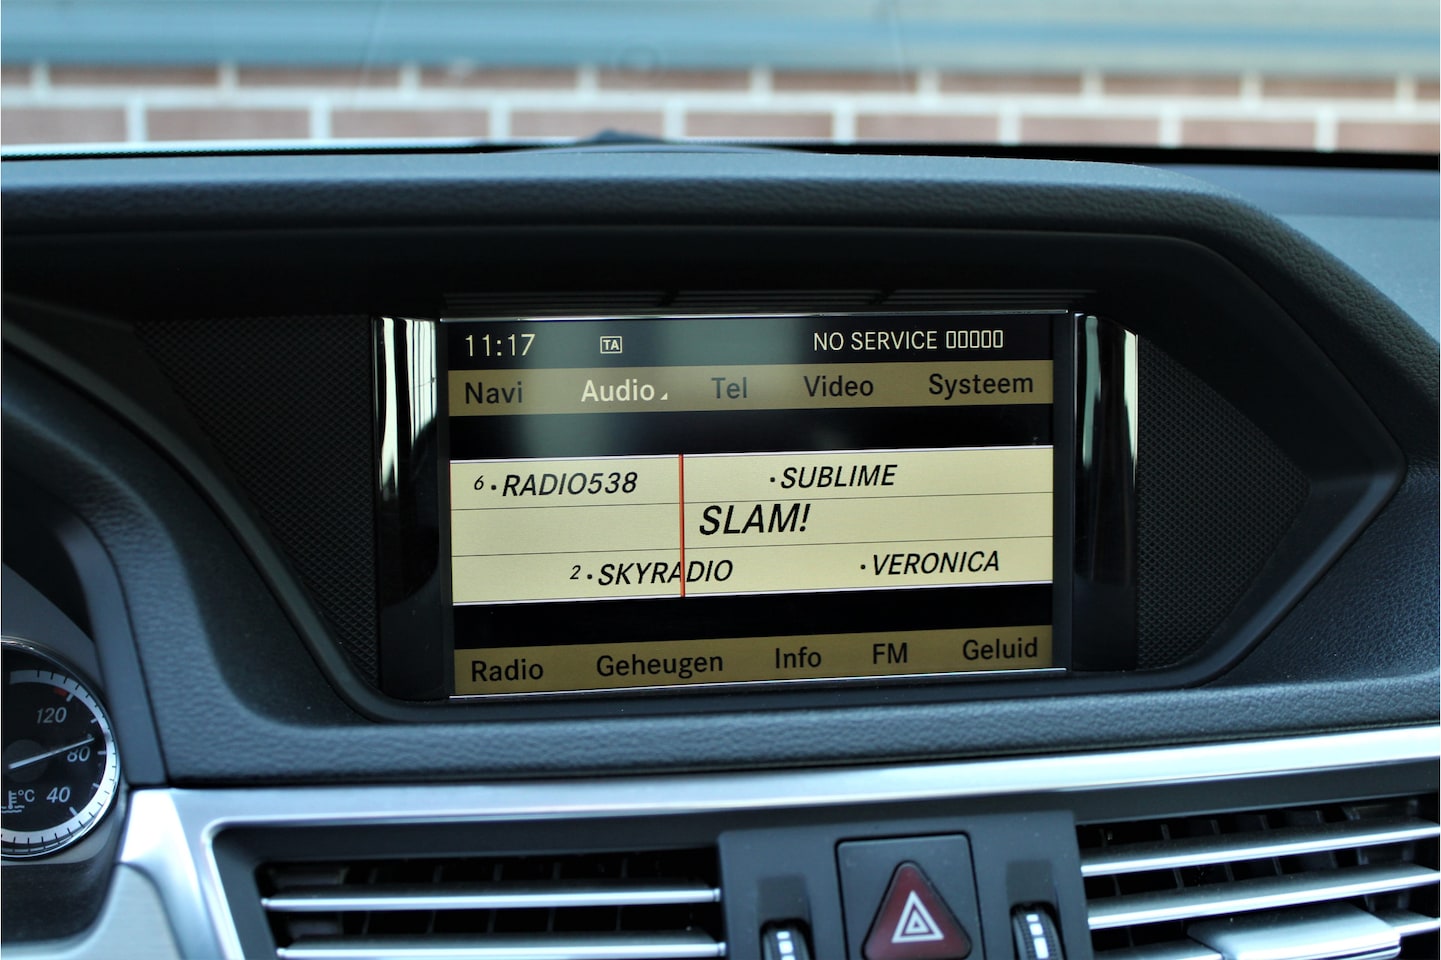 11:17 TA NO SERVICE
Navi Audio Tel Video Systeem
6 · RADIO538 · SUBLIME
SLAM!
2 · SKYRADIO · VERONICA
Radio Geheugen Info FM Geluid
120
80
°C 40